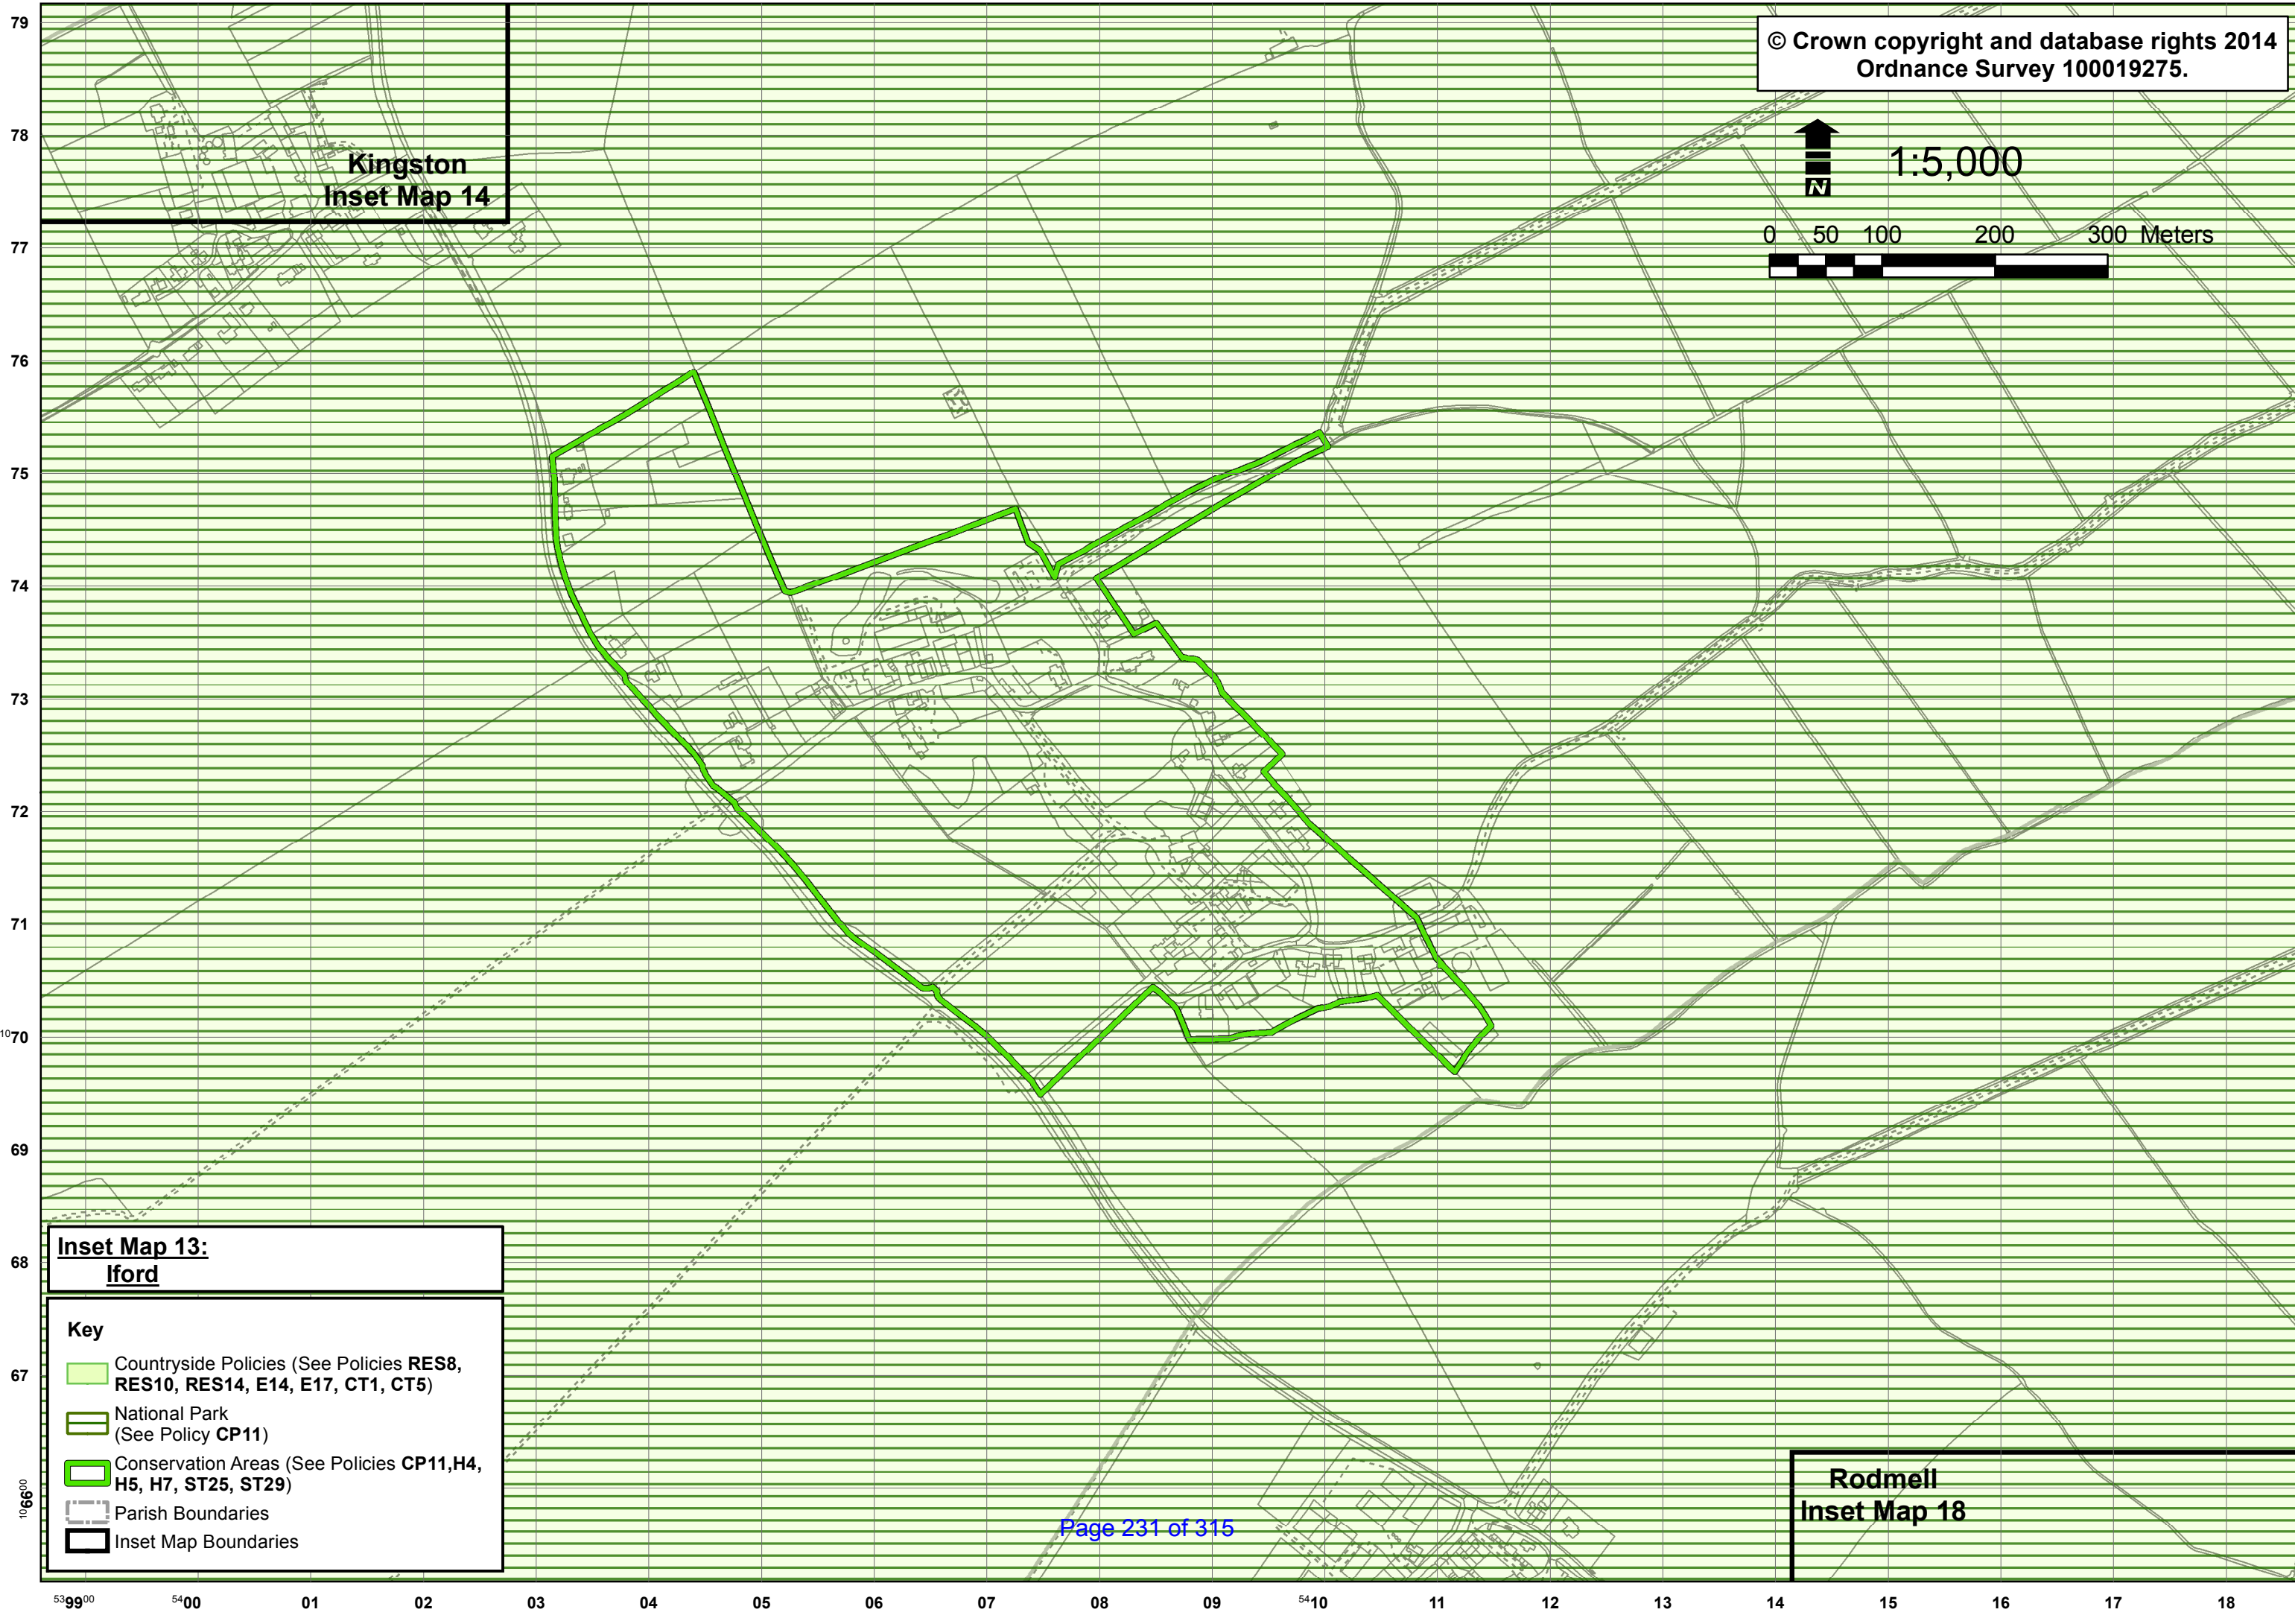 79
78
77
76
75
74
73
72
71
1070
69
68
67
106600
© Crown copyright and database rights 2014
Ordnance Survey 100019275.
Kingston
Inset Map 14
N
1:5,000
0 50 100 200 300 Meters
Inset Map 13:
Iford
Key
Countryside Policies (See Policies RES8,
RES10, RES14, E14, E17, CT1, CT5)
National Park
(See Policy CP11)
Conservation Areas (See Policies CP11,H4,
H5, H7, ST25, ST29)
Parish Boundaries
Inset Map Boundaries
Rodmell
Inset Map 18
Page 231 of 315
539900 5400 01 02 03 04 05 06 07 08 09 5410 11 12 13 14 15 16 17 18